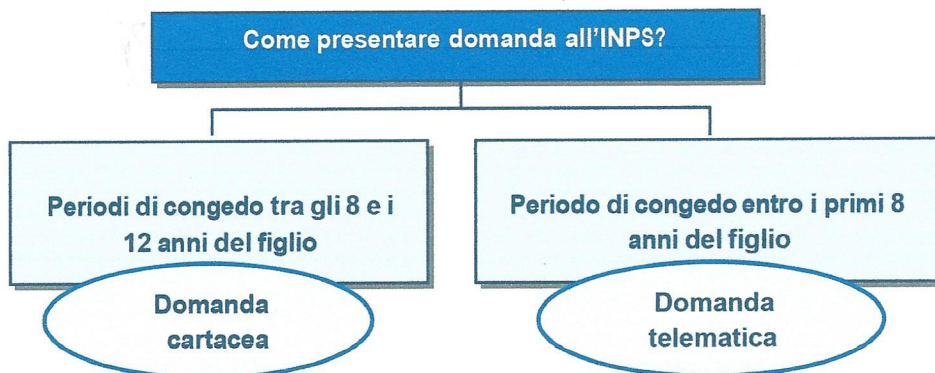 Come presentare domanda all'INPS?
Periodi di congedo tra gli 8 e i
12 anni del figlio
Domanda
cartacea
Periodo di congedo entro i primi 8
anni del figlio
Domanda
telematica